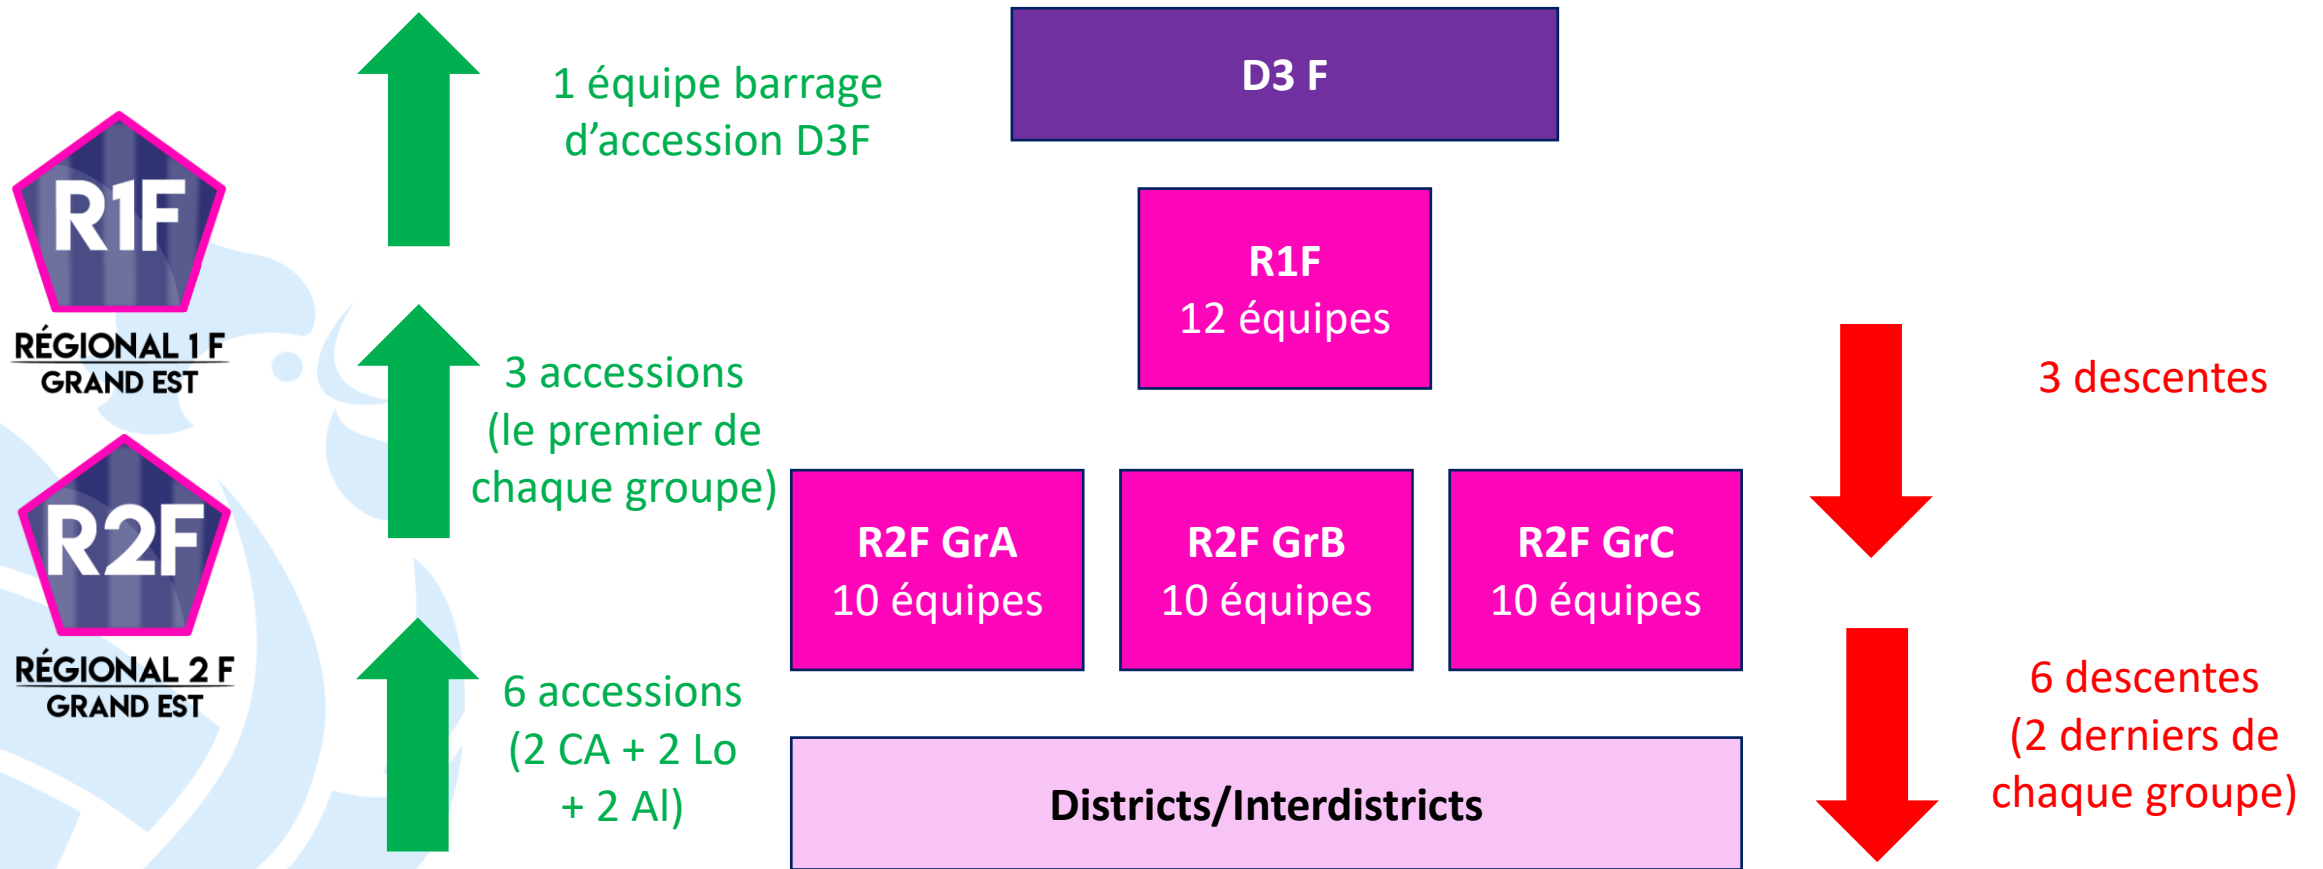 R1F
RÉGIONAL 1 F
GRAND EST
R2F
RÉGIONAL 2 F
GRAND EST
1 équipe barrage
d’accession D3F
3 accessions
(le premier de
chaque groupe)
6 accessions
(2 CA + 2 Lo
+ 2 Al)
D3 F
R1F
12 équipes
R2F GrA
10 équipes
R2F GrB
10 équipes
R2F GrC
10 équipes
Districts/Interdistricts
3 descentes
6 descentes
(2 derniers de
chaque groupe)